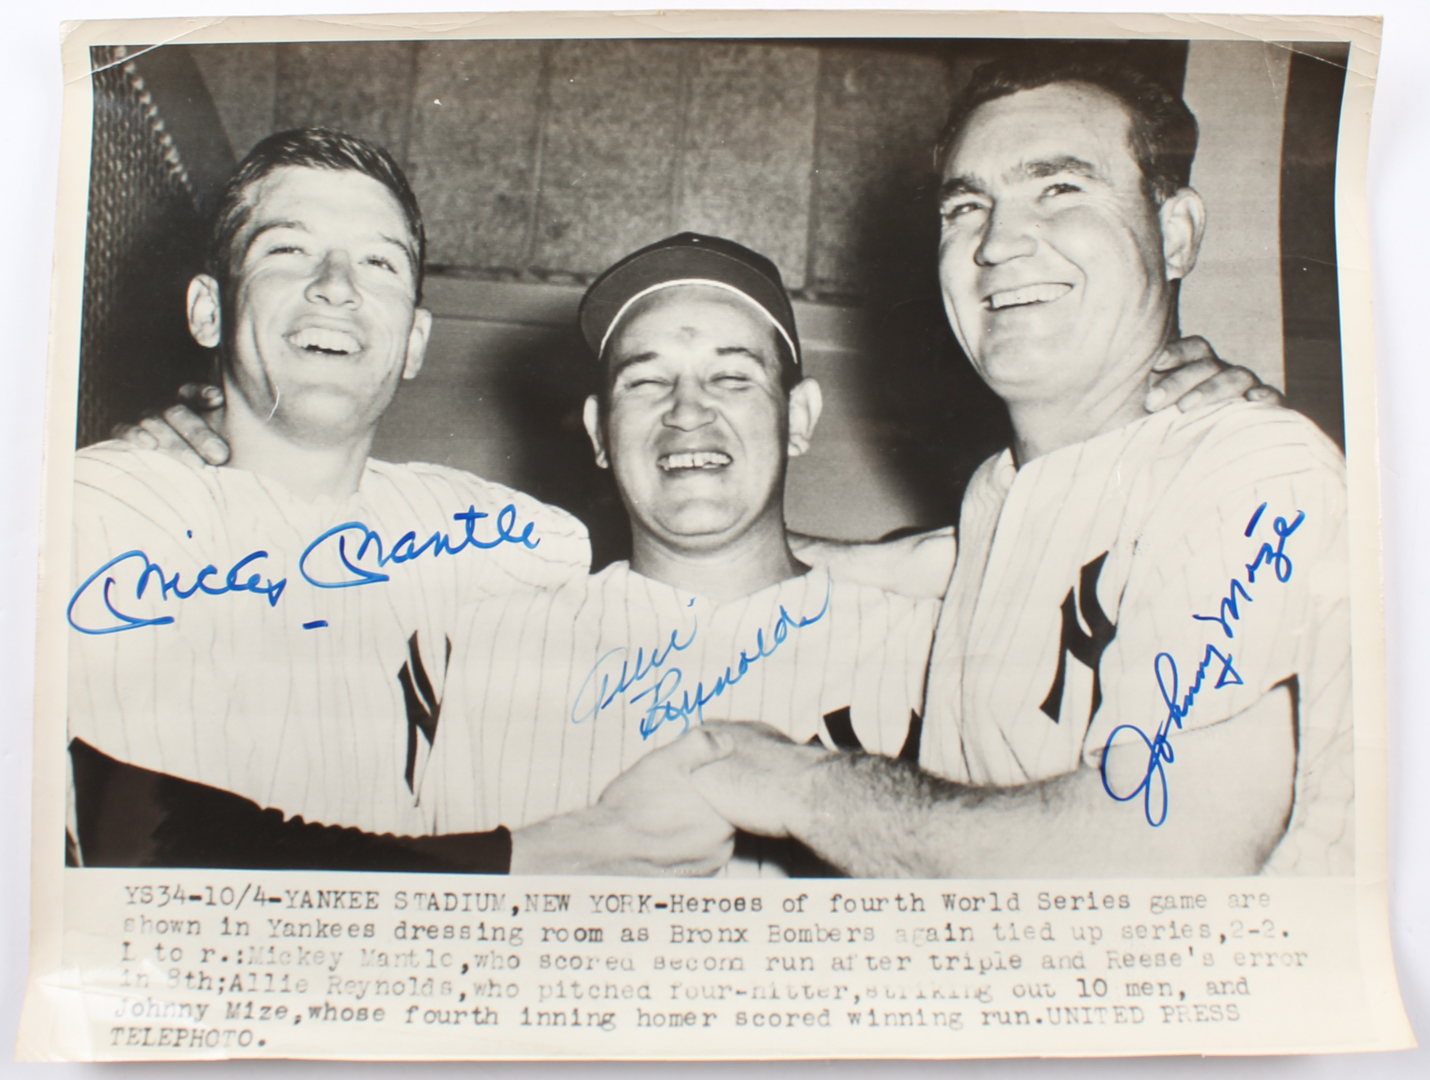 Mickey Mantle
Allie
Reynolds
Johnny Mize
NY
NY
YS34-10/4-YANKEE STADIUM,NEW YORK-Heroes of fourth World Series game are
shown in Yankees dressing room as Bronx Bombers again tied up series,2-2.
L to r.:Mickey Mantle,who scored second run after triple and Reese's error
in 8th;Allie Reynolds,who pitched four-hitter,striking out 10 men, and
Johnny Mize,whose fourth inning homer scored winning run.UNITED PRESS
TELEPHOTO.